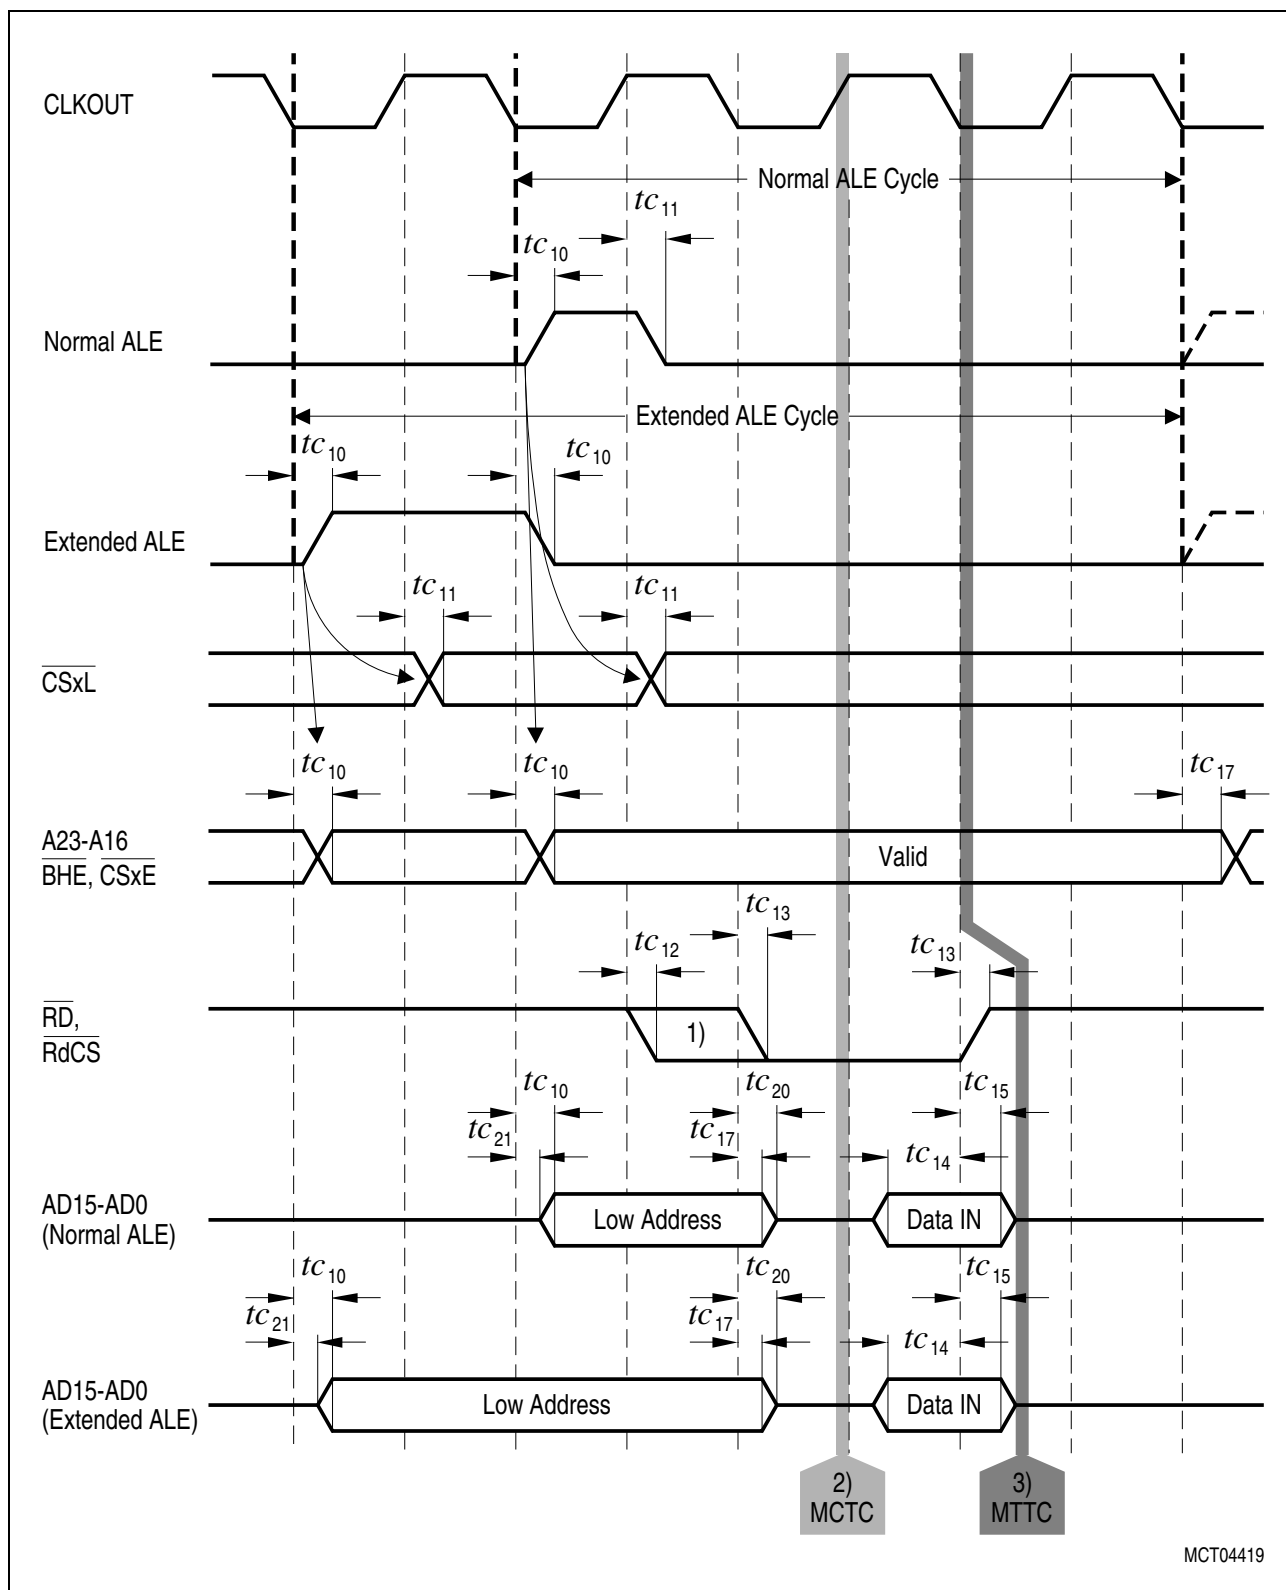 CLKOUT
Normal ALE Cycle
tc11
tc10
Normal ALE
Extended ALE Cycle
tc10
tc10
Extended ALE
tc11
tc11
CSxL
tc10
tc10
tc17
A23-A16
BHE, CSxE
Valid
tc13
tc12
tc13
RD,
RdCS
1)
tc10
tc20
tc15
tc21
tc17
tc14
AD15-AD0
(Normal ALE)
Low Address
Data IN
tc10
tc20
tc15
tc21
tc17
tc14
AD15-AD0
(Extended ALE)
Low Address
Data IN
2)
MCTC
3)
MTTC
MCT04419